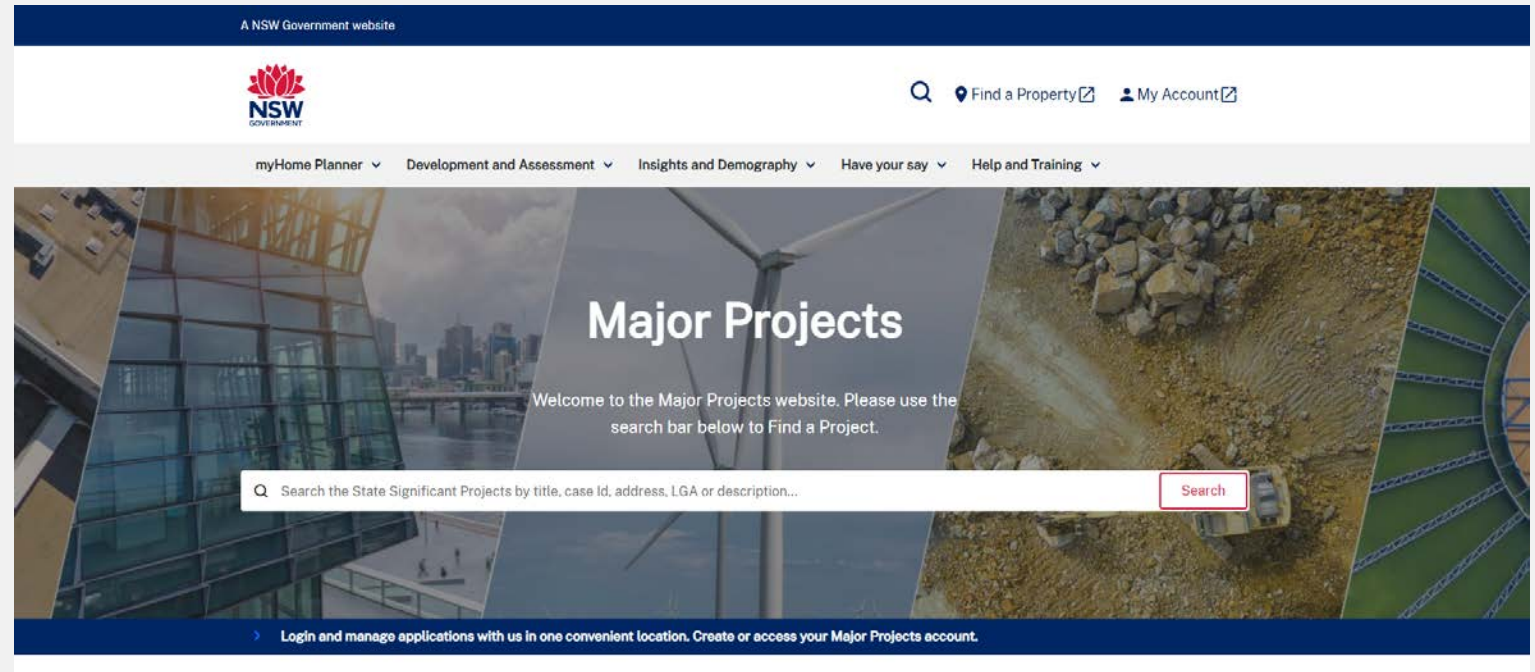 A NSW Government website
NSW
GOVERNMENT
Find a Property
My Account
myHome Planner
Development and Assessment
Insights and Demography
Have your say
Help and Training
Major Projects
Welcome to the Major Projects website. Please use the
search bar below to Find a Project.
Search the State Significant Projects by title, case Id, address, LGA or description...
Search
Login and manage applications with us in one convenient location. Create or access your Major Projects account.